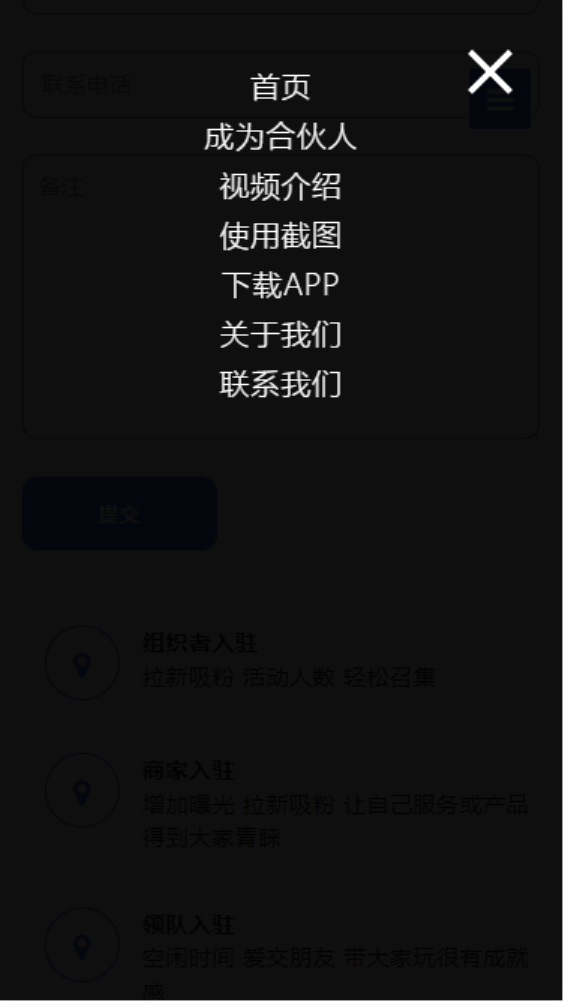 联系电话
首页
成为合伙人
备注
视频介绍
使用截图
下载APP
关于我们
联系我们
提交
组织者入驻
拉新吸粉 活动人数 轻松召集
商家入驻
增加曝光 拉新吸粉 让自己服务或产品
得到大家青睐
领队入驻
空闲时间 爱交朋友 带大家玩很有成就
感